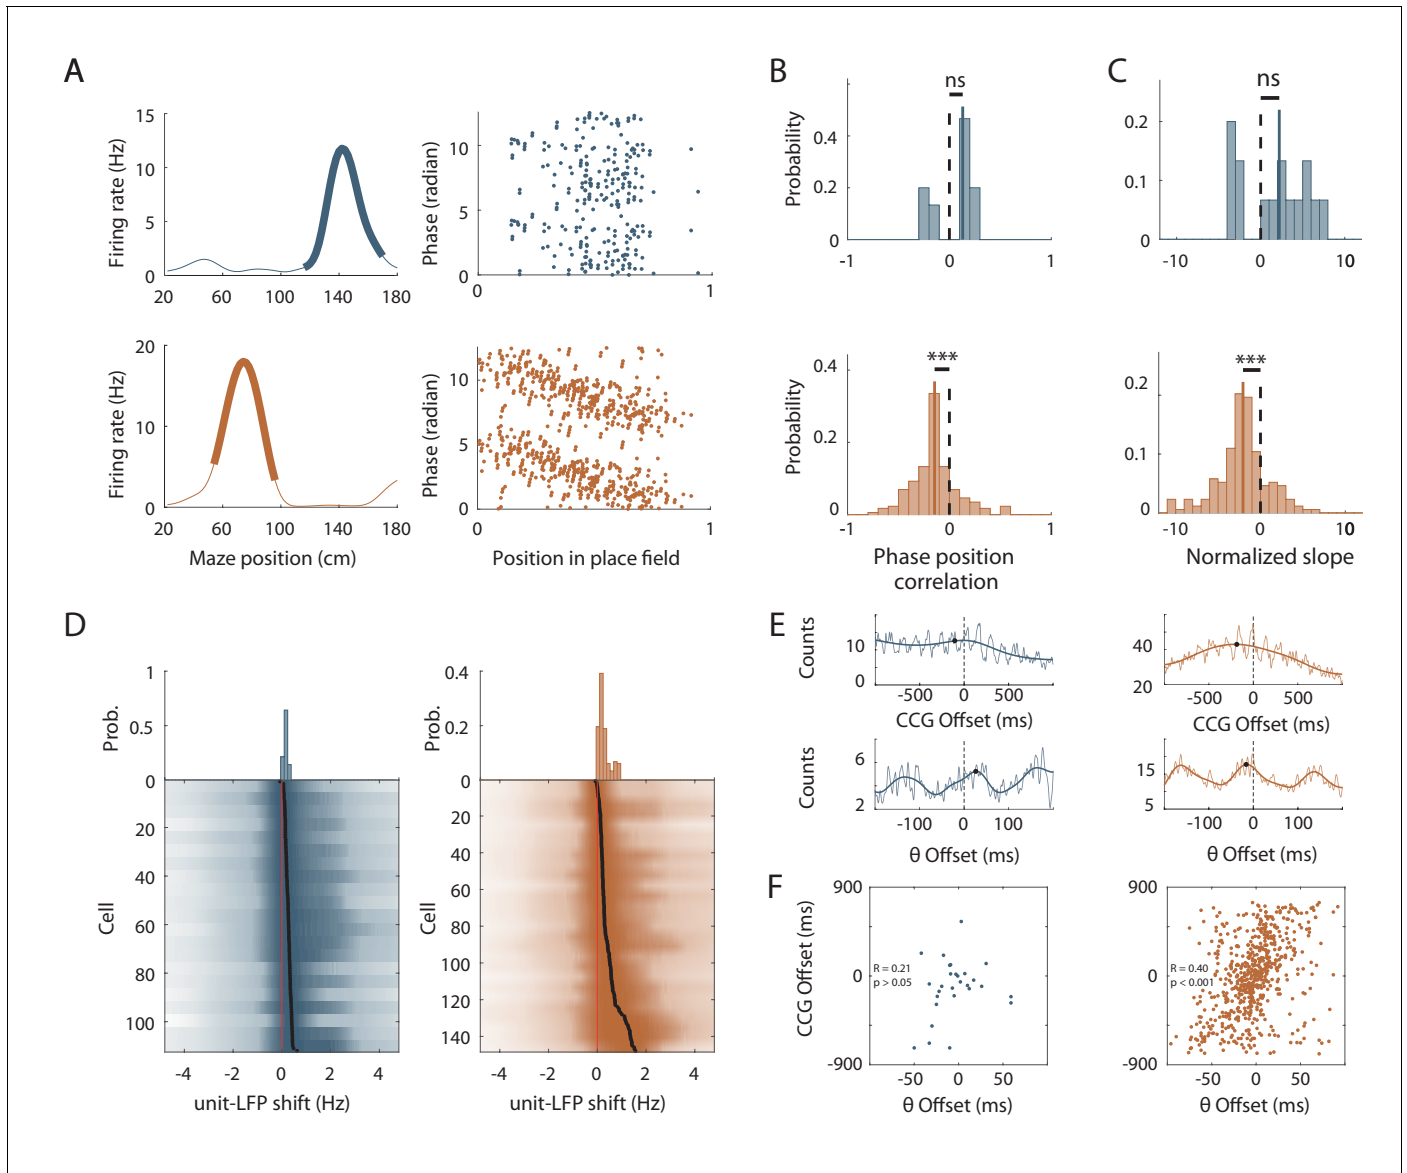 A
Firing rate (Hz)
15
10
5
0
20 60 100 140 180
Phase (radian)
10
5
0
0 1
Firing rate (Hz)
20
10
0
20 60 100 140 180
Maze position (cm)
Phase (radian)
10
5
0
0 1
Position in place field
B
ns
Probability
0.4
0.2
0
-1 0 1
***
Probability
0.4
0.2
0
-1 0 1
Phase position
correlation
C
ns
0.2
0.1
0
-10 0 10
***
0.2
0.1
0
-10 0 10
Normalized slope
D
Prob.
1
0.5
0
Cell
20
40
60
80
100
-4 -2 0 2 4
unit-LFP shift (Hz)
Prob.
0.4
0.2
0
Cell
20
40
60
80
100
120
140
-4 -2 0 2 4
unit-LFP shift (Hz)
E
Counts
10
0
-500 0 500
CCG Offset (ms)
40
20
-500 0 500
CCG Offset (ms)
Counts
6
4
2
-100 0 100
θ Offset (ms)
15
5
-100 0 100
θ Offset (ms)
F
CCG Offset (ms)
900
0
-900
R = 0.21
p > 0.05
-50 0 50
θ Offset (ms)
900
0
-900
R = 0.40
p < 0.001
-50 0 50
θ Offset (ms)